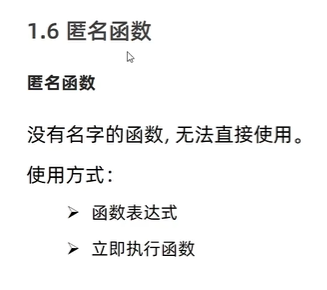 1.6 匿名函数
匿名函数
没有名字的函数, 无法直接使用。
使用方式：
➢ 函数表达式
➢ 立即执行函数